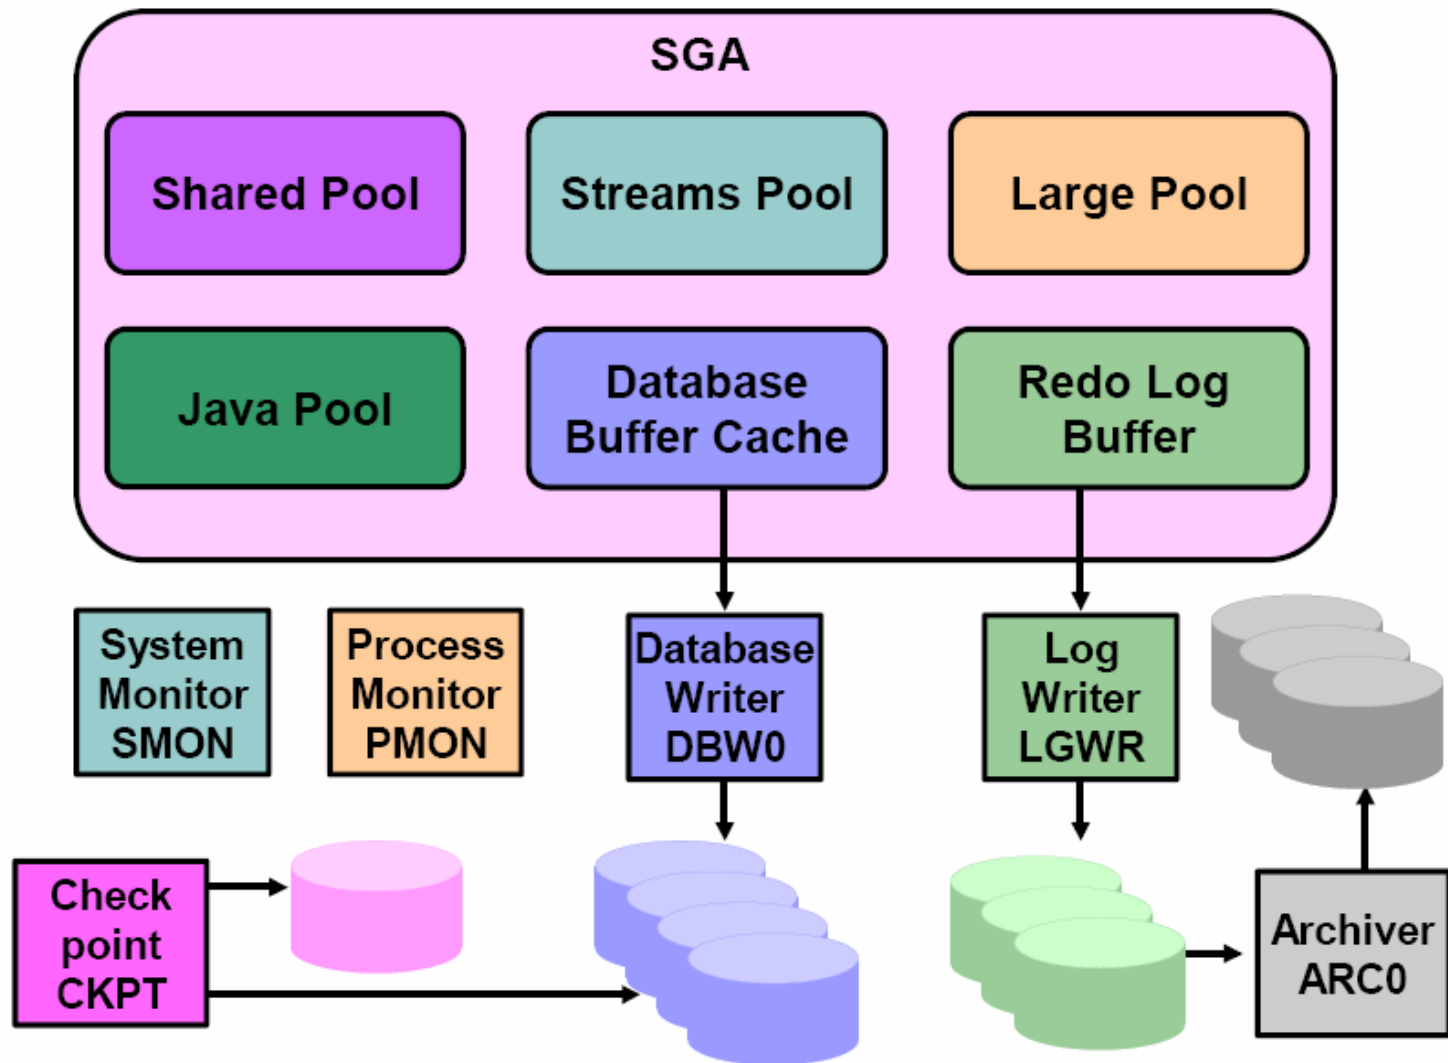 SGA
Shared Pool
Streams Pool
Large Pool
Java Pool
Database
Buffer Cache
Redo Log
Buffer
System
Monitor
SMON
Process
Monitor
PMON
Database
Writer
DBW0
Log
Writer
LGWR
Check
point
CKPT
Archiver
ARC0